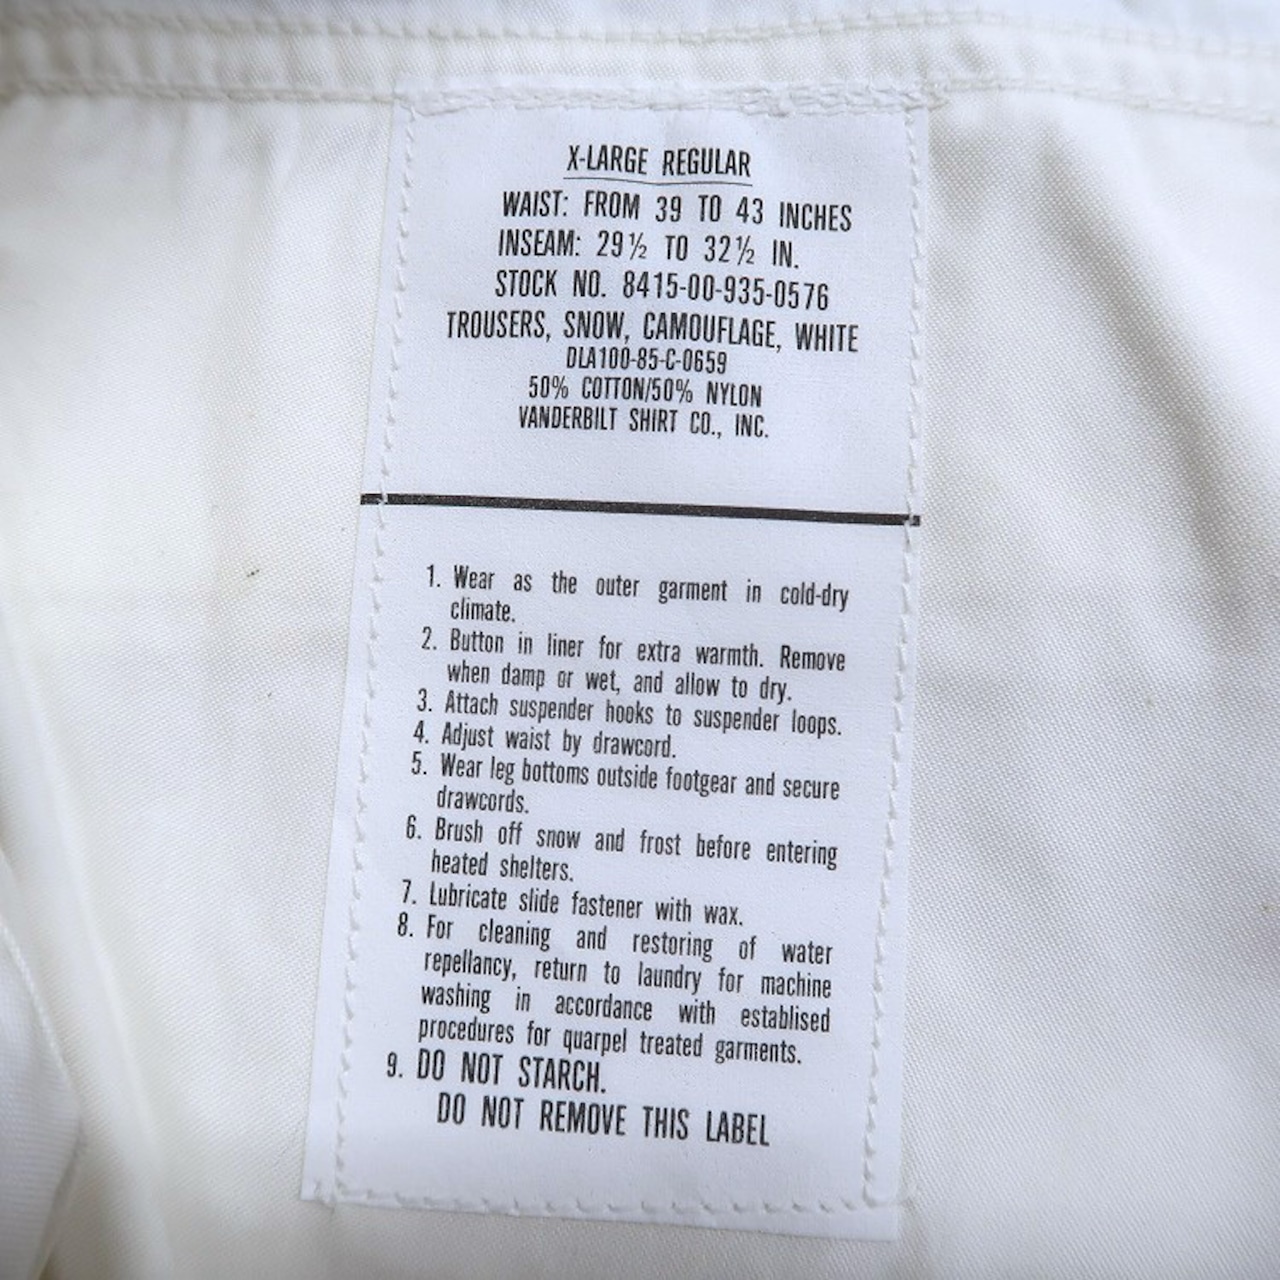 X-LARGE REGULAR
WAIST: FROM 39 TO 43 INCHES
INSEAM: 29½ TO 32½ IN.
STOCK NO. 8415-00-935-0576
TROUSERS, SNOW, CAMOUFLAGE, WHITE
DLA100-85-C-0659
50% COTTON/50% NYLON
VANDERBILT SHIRT CO., INC.
1. Wear as the outer garment in cold-dry
climate.
2. Button in liner for extra warmth. Remove
when damp or wet, and allow to dry.
3. Attach suspender hooks to suspender loops.
4. Adjust waist by drawcord.
5. Wear leg bottoms outside footgear and secure
drawcords.
6. Brush off snow and frost before entering
heated shelters.
7. Lubricate slide fastener with wax.
8. For cleaning and restoring of water
repellancy, return to laundry for machine
washing in accordance with establised
procedures for quarpel treated garments.
9. DO NOT STARCH.
DO NOT REMOVE THIS LABEL